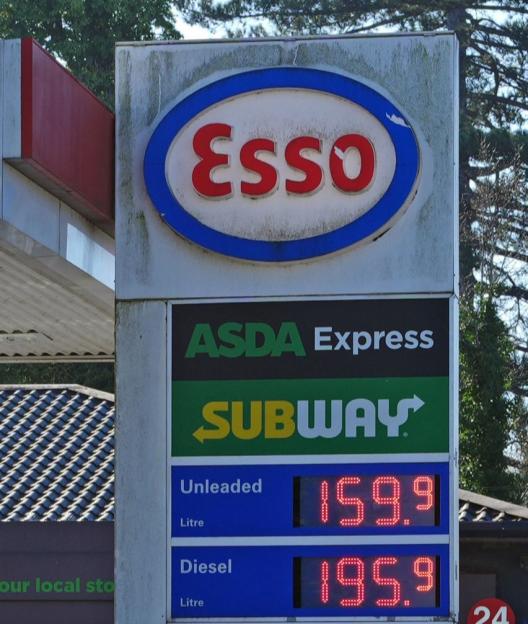 Esso
ASDA Express
SUBWAY
Unleaded
Litre
159.9
Diesel
Litre
195.9
our local sto
24